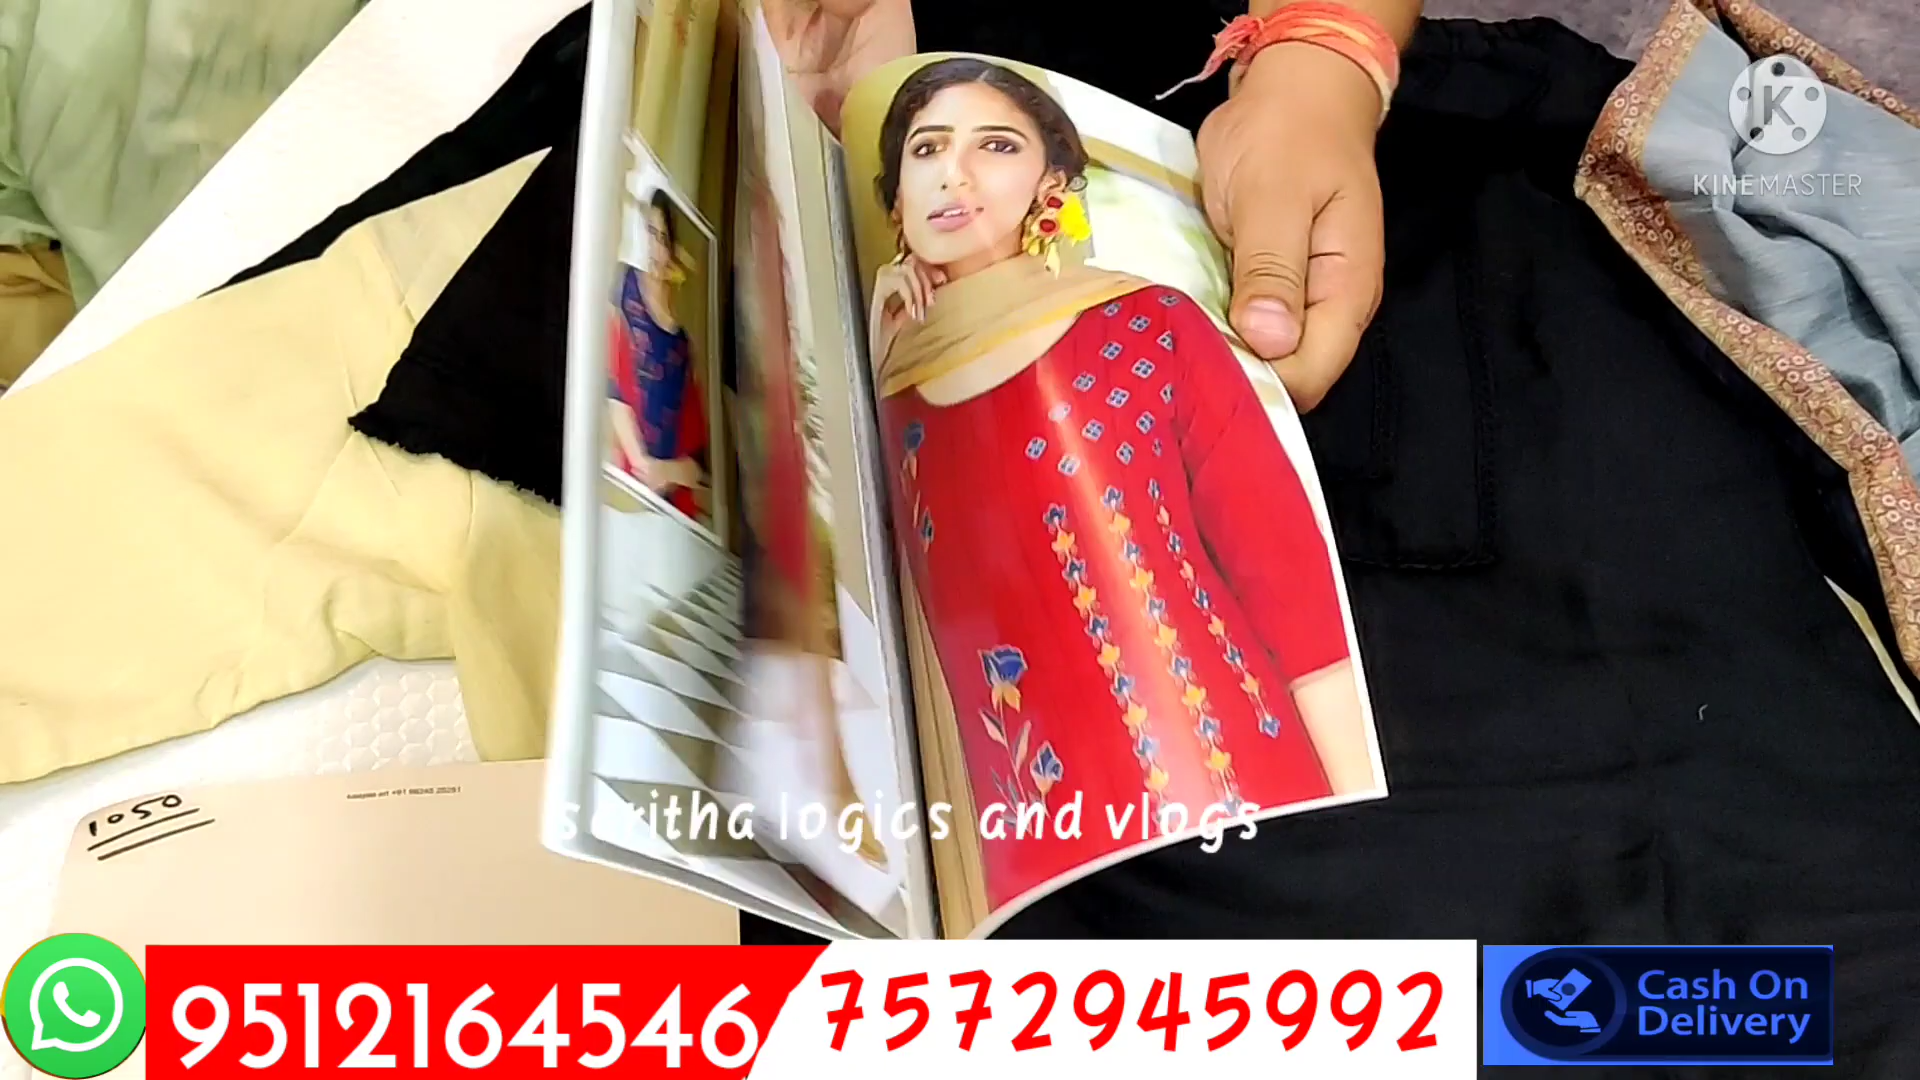 KINEMASTER
1050
saritha logics and vlogs
9512164546
7572945992
Cash On
Delivery